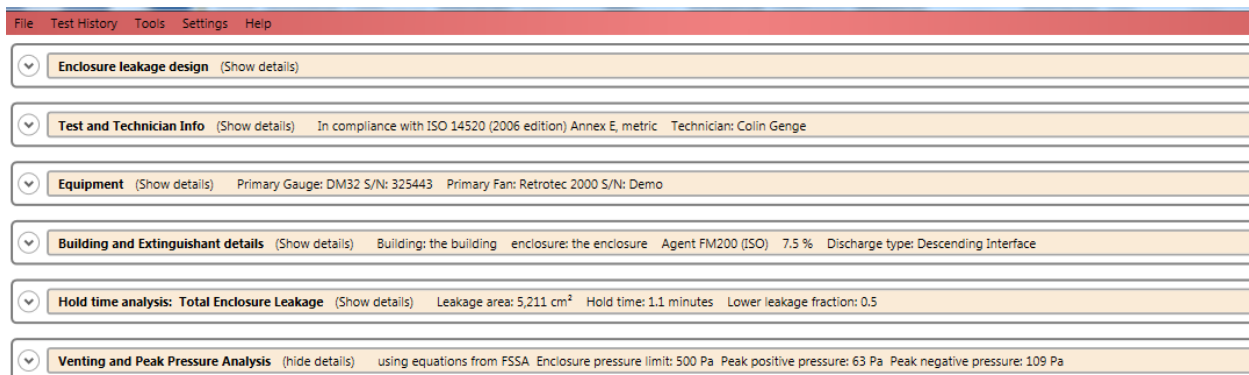 File Test History Tools Settings Help
Enclosure leakage design (Show details)
Test and Technician Info (Show details) In compliance with ISO 14520 (2006 edition) Annex E, metric Technician: Colin Genge
Equipment (Show details) Primary Gauge: DM32 S/N: 325443 Primary Fan: Retrotec 2000 S/N: Demo
Building and Extinguishant details (Show details) Building: the building enclosure: the enclosure Agent FM200 (ISO) 7.5 % Discharge type: Descending Interface
Hold time analysis: Total Enclosure Leakage (Show details) Leakage area: 5,211 cm² Hold time: 1.1 minutes Lower leakage fraction: 0.5
Venting and Peak Pressure Analysis (hide details) using equations from FSSA Enclosure pressure limit: 500 Pa Peak positive pressure: 63 Pa Peak negative pressure: 109 Pa